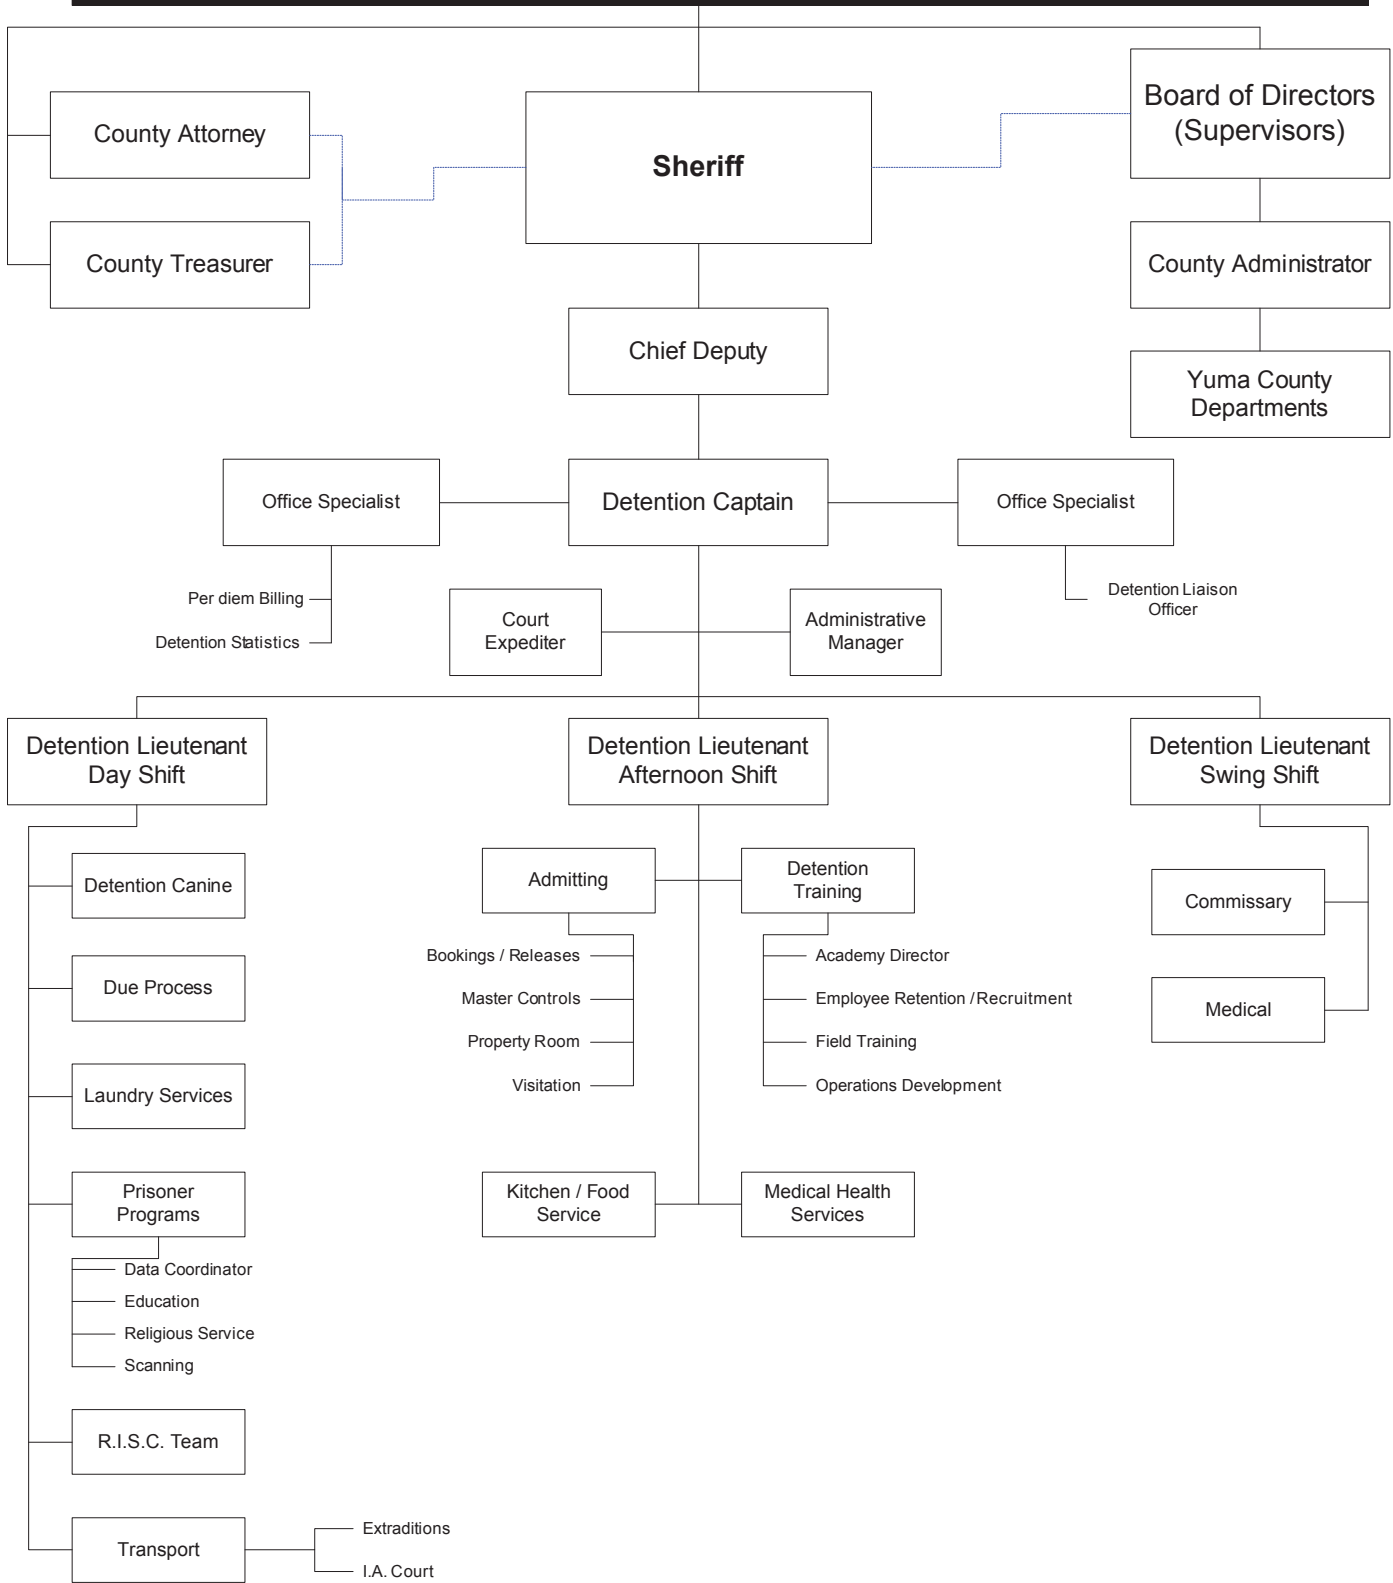 County Attorney
Sheriff
Board of Directors
(Supervisors)
County Treasurer
County Administrator
Chief Deputy
Yuma County
Departments
Office Specialist
Detention Captain
Office Specialist
Per diem Billing
Detention Statistics
Detention Liaison
Officer
Court
Expediter
Administrative
Manager
Detention Lieutenant
Day Shift
Detention Lieutenant
Afternoon Shift
Detention Lieutenant
Swing Shift
Detention Canine
Due Process
Laundry Services
Prisoner
Programs
Data Coordinator
Education
Religious Service
Scanning
R.I.S.C. Team
Transport
Extraditions
I.A. Court
Admitting
Bookings / Releases
Master Controls
Property Room
Visitation
Detention
Training
Academy Director
Employee Retention / Recruitment
Field Training
Operations Development
Kitchen / Food
Service
Medical Health
Services
Commissary
Medical